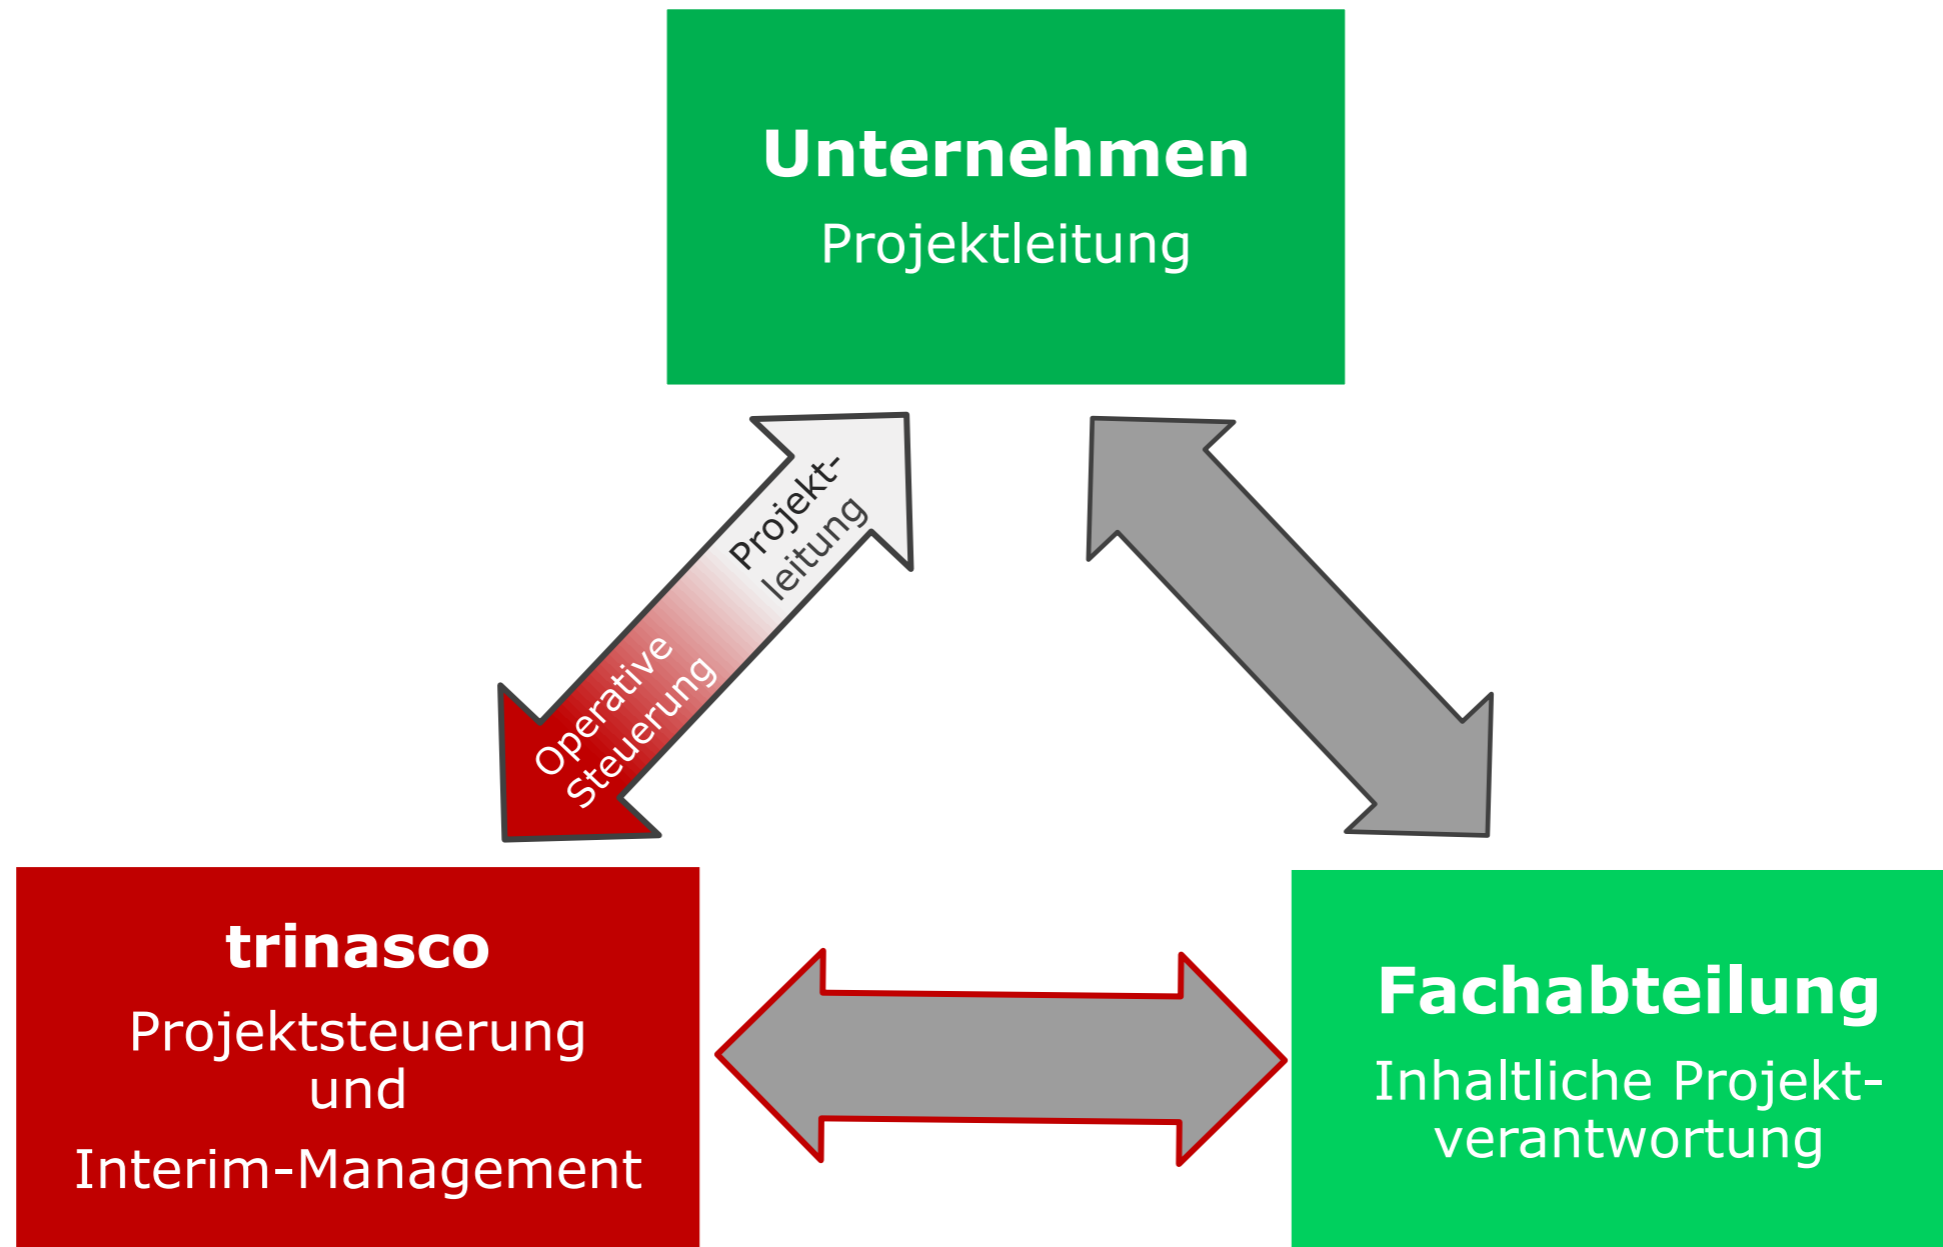 Unternehmen
Projektleitung
Projekt-
leitung
Operative
Steuerung
trinasco
Projektsteuerung
und
Interim-Management
Fachabteilung
Inhaltliche Projekt-
verantwortung